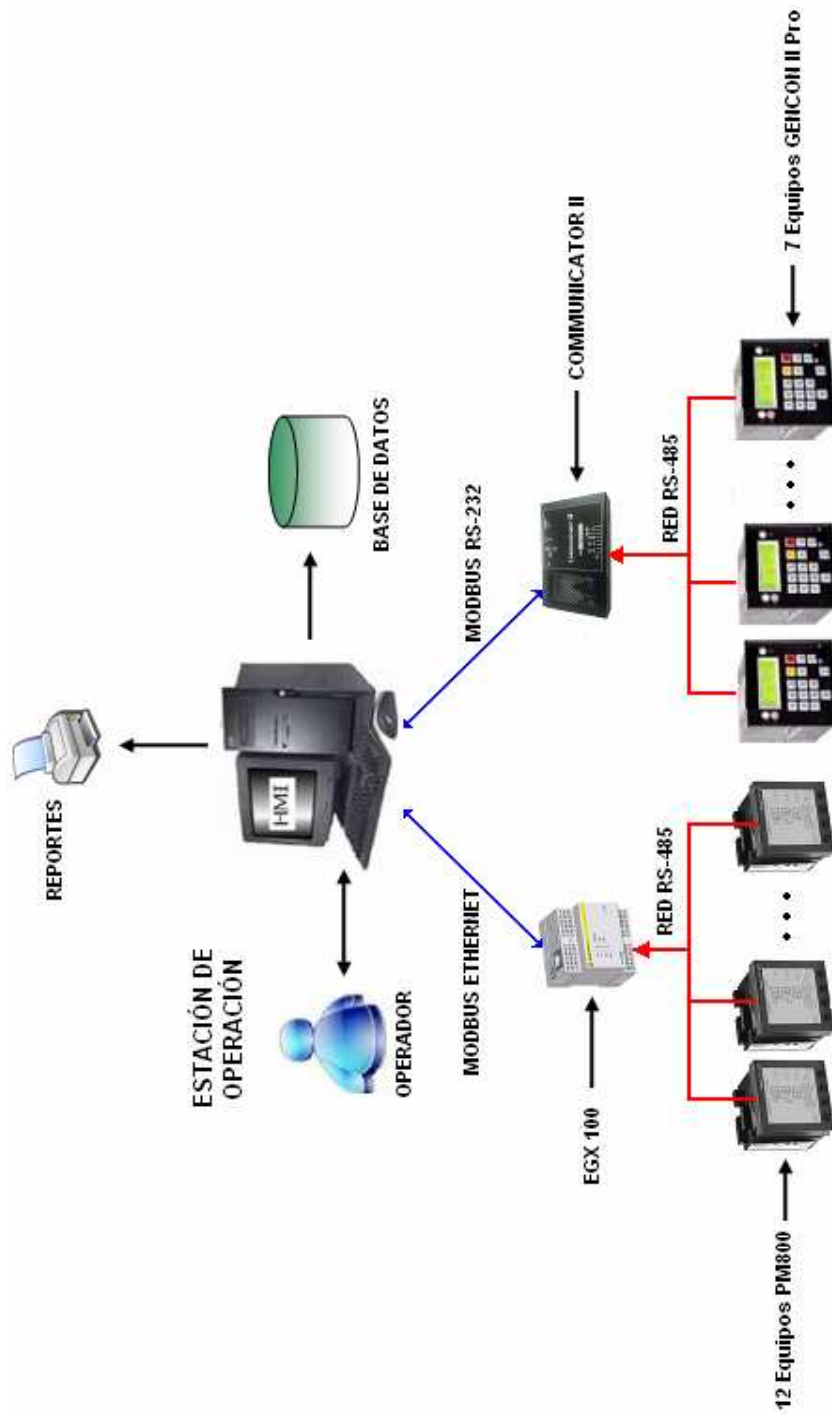 REPORTES
ESTACIÓN DE
OPERACIÓN
HMI
OPERADOR
BASE DE DATOS
MODBUS ETHERNET
MODBUS RS-232
EGX 100
COMMUNICATOR II
RED RS-485
RED RS-485
12 Equipos PM800
7 Equipos GENCON II Pro